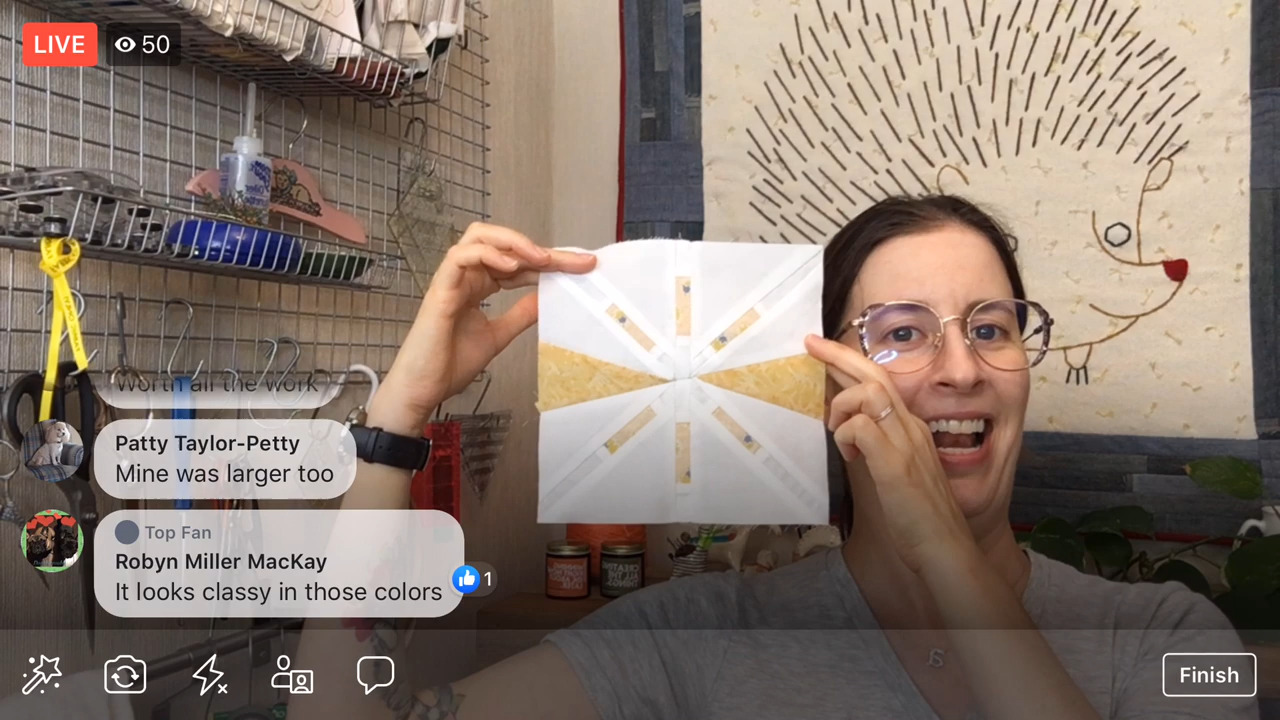 LIVE
50
Worth all the work
Patty Taylor-Petty
Mine was larger too
Top Fan
Robyn Miller MacKay
It looks classy in those colors
1
Finish